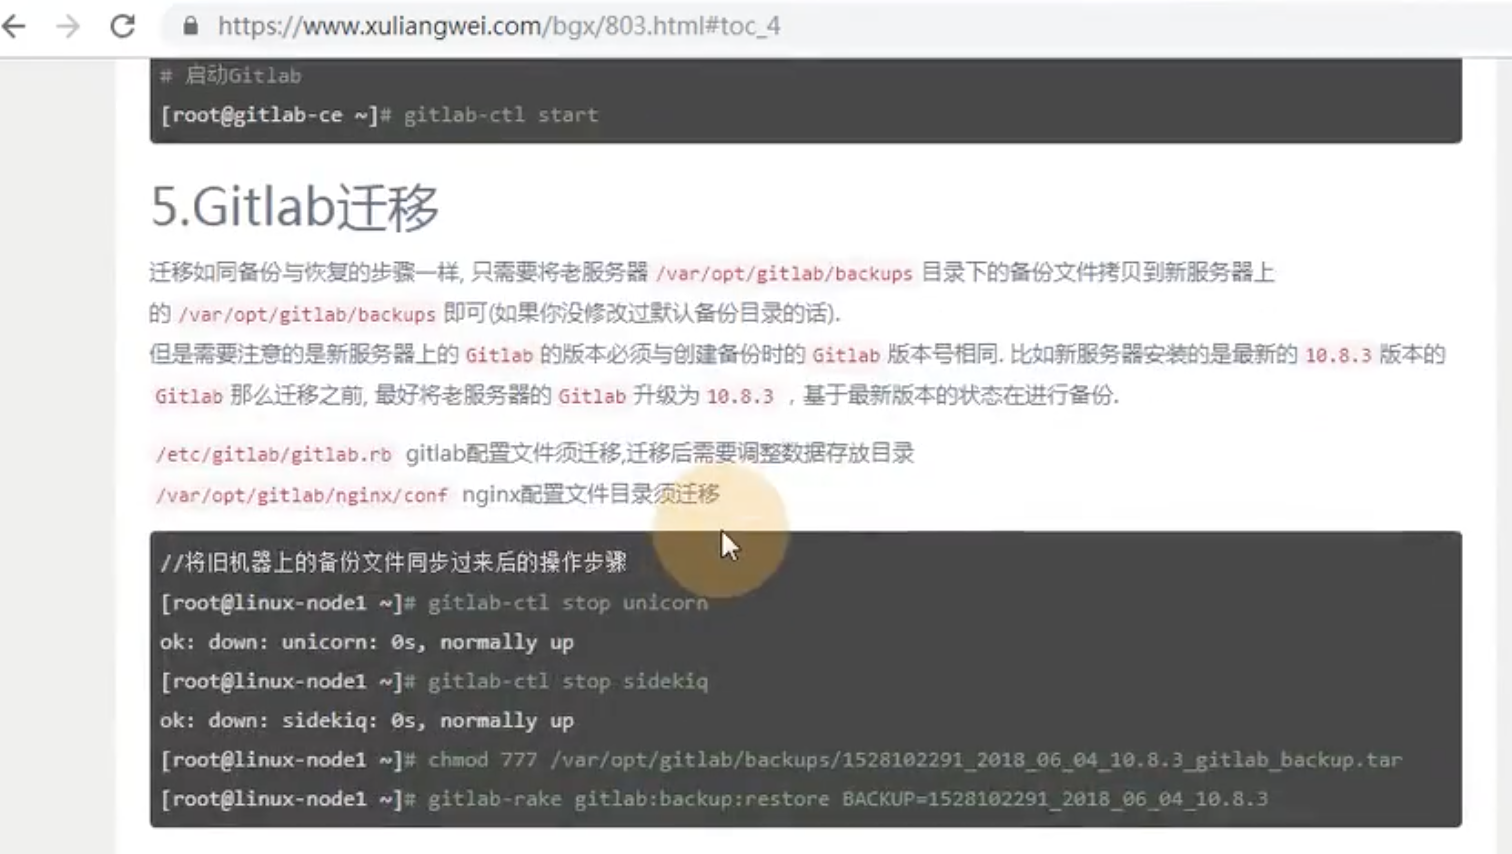 https://www.xuliangwei.com/bgx/803.html#toc_4
# 启动Gitlab
[root@gitlab-ce ~]# gitlab-ctl start
5.Gitlab迁移
迁移如同备份与恢复的步骤一样, 只需要将老服务器 /var/opt/gitlab/backups 目录下的备份文件拷贝到新服务器上
的 /var/opt/gitlab/backups 即可(如果你没修改过默认备份目录的话).
但是需要注意的是新服务器上的 Gitlab 的版本必须与创建备份时的 Gitlab 版本号相同. 比如新服务器安装的是最新的 10.8.3 版本的
Gitlab 那么迁移之前, 最好将老服务器的 Gitlab 升级为 10.8.3 , 基于最新版本的状态在进行备份.
/etc/gitlab/gitlab.rb gitlab配置文件须迁移,迁移后需要调整数据存放目录
/var/opt/gitlab/nginx/conf nginx配置文件目录须迁移
//将旧机器上的备份文件同步过来后的操作步骤
[root@linux-node1 ~]# gitlab-ctl stop unicorn
ok: down: unicorn: 0s, normally up
[root@linux-node1 ~]# gitlab-ctl stop sidekiq
ok: down: sidekiq: 0s, normally up
[root@linux-node1 ~]# chmod 777 /var/opt/gitlab/backups/1528102291_2018_06_04_10.8.3_gitlab_backup.tar
[root@linux-node1 ~]# gitlab-rake gitlab:backup:restore BACKUP=1528102291_2018_06_04_10.8.3